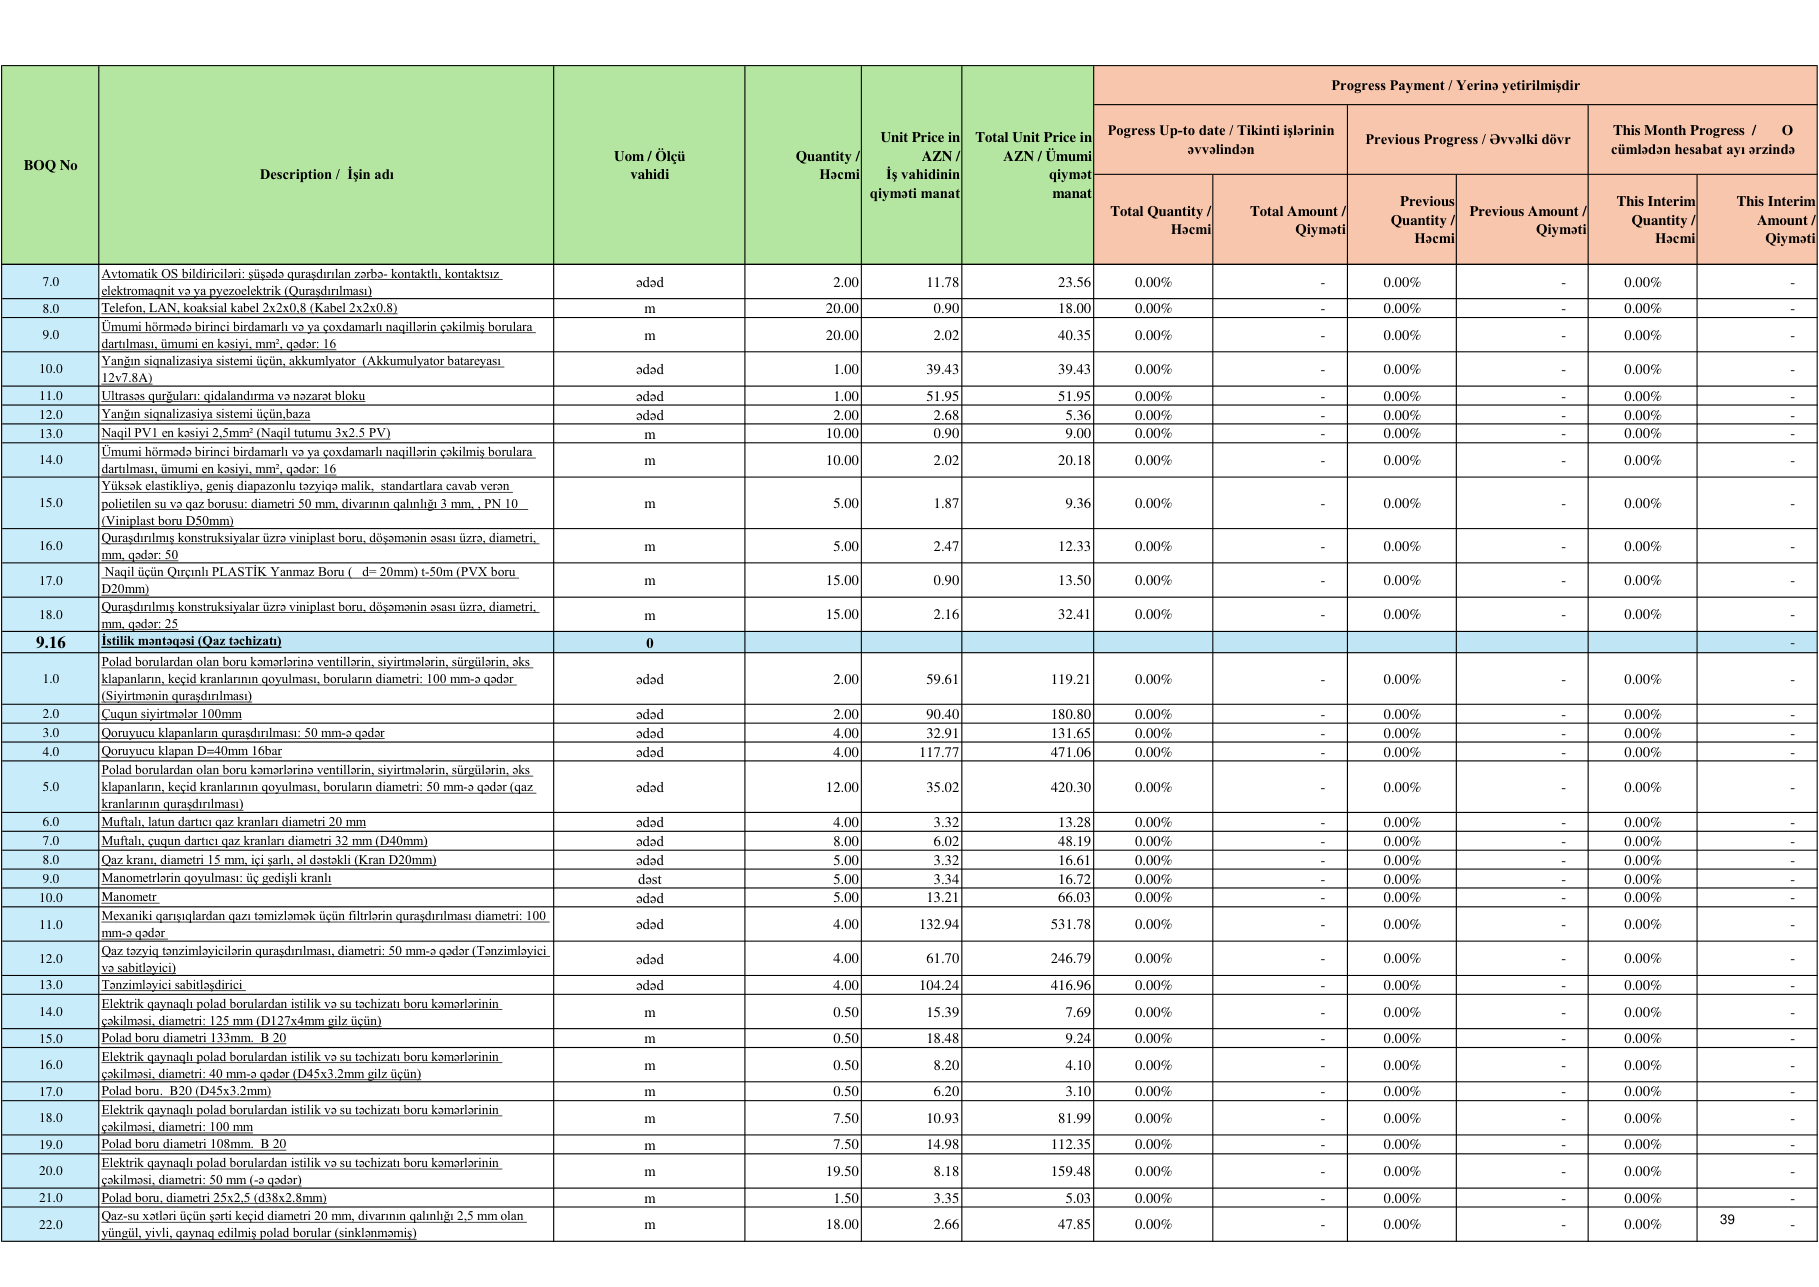 Progress Payment / Yerinə yetirilmişdir
BOQ No
Description / İşin adı
Uom / Ölçü
vahidi
Quantity /
Həcmi
Unit Price in
AZN /
İş vahidinin
qiyməti manat
Total Unit Price in
AZN / Ümumi
qiymət
manat
Pogress Up-to date / Tikinti işlərinin
əvvəlindən
Previous Progress / Əvvəlki dövr
This Month Progress / O
cümlədən hesabat ayı ərzində
Total Quantity /
Həcmi
Total Amount /
Qiyməti
Previous
Quantity /
Həcmi
Previous Amount /
Qiyməti
This Interim
Quantity /
Həcmi
This Interim
Amount /
Qiyməti
7.0 Avtomatik OS bildiriciləri: şüşədə quraşdırılan zərbə- kontaktlı, kontaktsız
elektromaqnit və ya pyezoelektrik (Quraşdırılması) ədəd 2.00 11.78 23.56 0.00% - 0.00% - 0.00% -
8.0 Telefon, LAN, koaksial kabel 2x2x0,8 (Kabel 2x2x0.8) m 20.00 0.90 18.00 0.00% - 0.00% - 0.00% -
9.0 Ümumi hörmədə birinci birdamarlı və ya çoxdamarlı naqillərin çəkilmiş borulara
dartılması, ümumi en kəsiyi, mm², qədər: 16 m 20.00 2.02 40.35 0.00% - 0.00% - 0.00% -
10.0 Yanğın siqnalizasiya sistemi üçün, akkumlyator (Akkumulyator batareyası
12v7.8A) ədəd 1.00 39.43 39.43 0.00% - 0.00% - 0.00% -
11.0 Ultrasəs qurğuları: qidalandırma və nəzarət bloku ədəd 1.00 51.95 51.95 0.00% - 0.00% - 0.00% -
12.0 Yanğın siqnalizasiya sistemi üçün,baza ədəd 2.00 2.68 5.36 0.00% - 0.00% - 0.00% -
13.0 Naqil PV1 en kəsiyi 2,5mm² (Naqil tutumu 3x2.5 PV) m 10.00 0.90 9.00 0.00% - 0.00% - 0.00% -
14.0 Ümumi hörmədə birinci birdamarlı və ya çoxdamarlı naqillərin çəkilmiş borulara
dartılması, ümumi en kəsiyi, mm², qədər: 16 m 10.00 2.02 20.18 0.00% - 0.00% - 0.00% -
15.0 Yüksək elastikliyə, geniş diapazonlu təzyiqə malik, standartlara cavab verən
polietilen su və qaz borusu: diametri 50 mm, divarının qalınlığı 3 mm, , PN 10
(Viniplast boru D50mm) m 5.00 1.87 9.36 0.00% - 0.00% - 0.00% -
16.0 Quraşdırılmış konstruksiyalar üzrə viniplast boru, döşəmənin əsası üzrə, diametri,
mm, qədər: 50 m 5.00 2.47 12.33 0.00% - 0.00% - 0.00% -
17.0 Naqil üçün Qırçınlı PLASTİK Yanmaz Boru ( d= 20mm) t-50m (PVX boru
D20mm) m 15.00 0.90 13.50 0.00% - 0.00% - 0.00% -
18.0 Quraşdırılmış konstruksiyalar üzrə viniplast boru, döşəmənin əsası üzrə, diametri,
mm, qədər: 25 m 15.00 2.16 32.41 0.00% - 0.00% - 0.00% -
9.16 İstilik məntəqəsi (Qaz təchizatı) 0 -
1.0 Polad borulardan olan boru kəmərlərinə ventillərin, siyirtmələrin, sürgülərin, əks
klapanların, keçid kranlarının qoyulması, boruların diametri: 100 mm-ə qədər
(Siyirtmənin quraşdırılması) ədəd 2.00 59.61 119.21 0.00% - 0.00% - 0.00% -
2.0 Çuqun siyirtmələr 100mm ədəd 2.00 90.40 180.80 0.00% - 0.00% - 0.00% -
3.0 Qoruyucu klapanların quraşdırılması: 50 mm-ə qədər ədəd 4.00 32.91 131.65 0.00% - 0.00% - 0.00% -
4.0 Qoruyucu klapan D=40mm 16bar ədəd 4.00 117.77 471.06 0.00% - 0.00% - 0.00% -
5.0 Polad borulardan olan boru kəmərlərinə ventillərin, siyirtmələrin, sürgülərin, əks
klapanların, keçid kranlarının qoyulması, boruların diametri: 50 mm-ə qədər (qaz
kranlarının quraşdırılması) ədəd 12.00 35.02 420.30 0.00% - 0.00% - 0.00% -
6.0 Muftalı, latun dartıcı qaz kranları diametri 20 mm ədəd 4.00 3.32 13.28 0.00% - 0.00% - 0.00% -
7.0 Muftalı, çuqun dartıcı qaz kranları diametri 32 mm (D40mm) ədəd 8.00 6.02 48.19 0.00% - 0.00% - 0.00% -
8.0 Qaz kranı, diametri 15 mm, içi şarlı, əl dəstəkli (Kran D20mm) ədəd 5.00 3.32 16.61 0.00% - 0.00% - 0.00% -
9.0 Manometrlərin qoyulması: üç gedişli kranlı dəst 5.00 3.34 16.72 0.00% - 0.00% - 0.00% -
10.0 Manometr ədəd 5.00 13.21 66.03 0.00% - 0.00% - 0.00% -
11.0 Mexaniki qarışıqlardan qazı təmizləmək üçün filtrlərin quraşdırılması diametri: 100
mm-ə qədər ədəd 4.00 132.94 531.78 0.00% - 0.00% - 0.00% -
12.0 Qaz təzyiq tənzimləyicilərin quraşdırılması, diametri: 50 mm-ə qədər (Tənzimləyici
və sabitləyici) ədəd 4.00 61.70 246.79 0.00% - 0.00% - 0.00% -
13.0 Tənzimləyici sabitləşdirici ədəd 4.00 104.24 416.96 0.00% - 0.00% - 0.00% -
14.0 Elektrik qaynaqlı polad borulardan istilik və su təchizatı boru kəmərlərinin
çəkilməsi, diametri: 125 mm (D127x4mm gilz üçün) m 0.50 15.39 7.69 0.00% - 0.00% - 0.00% -
15.0 Polad boru diametri 133mm. B 20 m 0.50 18.48 9.24 0.00% - 0.00% - 0.00% -
16.0 Elektrik qaynaqlı polad borulardan istilik və su təchizatı boru kəmərlərinin
çəkilməsi, diametri: 40 mm-ə qədər (D45x3.2mm gilz üçün) m 0.50 8.20 4.10 0.00% - 0.00% - 0.00% -
17.0 Polad boru. B20 (D45x3.2mm) m 0.50 6.20 3.10 0.00% - 0.00% - 0.00% -
18.0 Elektrik qaynaqlı polad borulardan istilik və su təchizatı boru kəmərlərinin
çəkilməsi, diametri: 100 mm m 7.50 10.93 81.99 0.00% - 0.00% - 0.00% -
19.0 Polad boru diametri 108mm. B 20 m 7.50 14.98 112.35 0.00% - 0.00% - 0.00% -
20.0 Elektrik qaynaqlı polad borulardan istilik və su təchizatı boru kəmərlərinin
çəkilməsi, diametri: 50 mm (-ə qədər) m 19.50 8.18 159.48 0.00% - 0.00% - 0.00% -
21.0 Polad boru, diametri 25x2,5 (d38x2.8mm) m 1.50 3.35 5.03 0.00% - 0.00% - 0.00% -
22.0 Qaz-su xətləri üçün şərti keçid diametri 20 mm, divarının qalınlığı 2,5 mm olan
yüngül, yivli, qaynaq edilmiş polad borular (sinklənməmiş) m 18.00 2.66 47.85 0.00% - 0.00% - 0.00% -
39